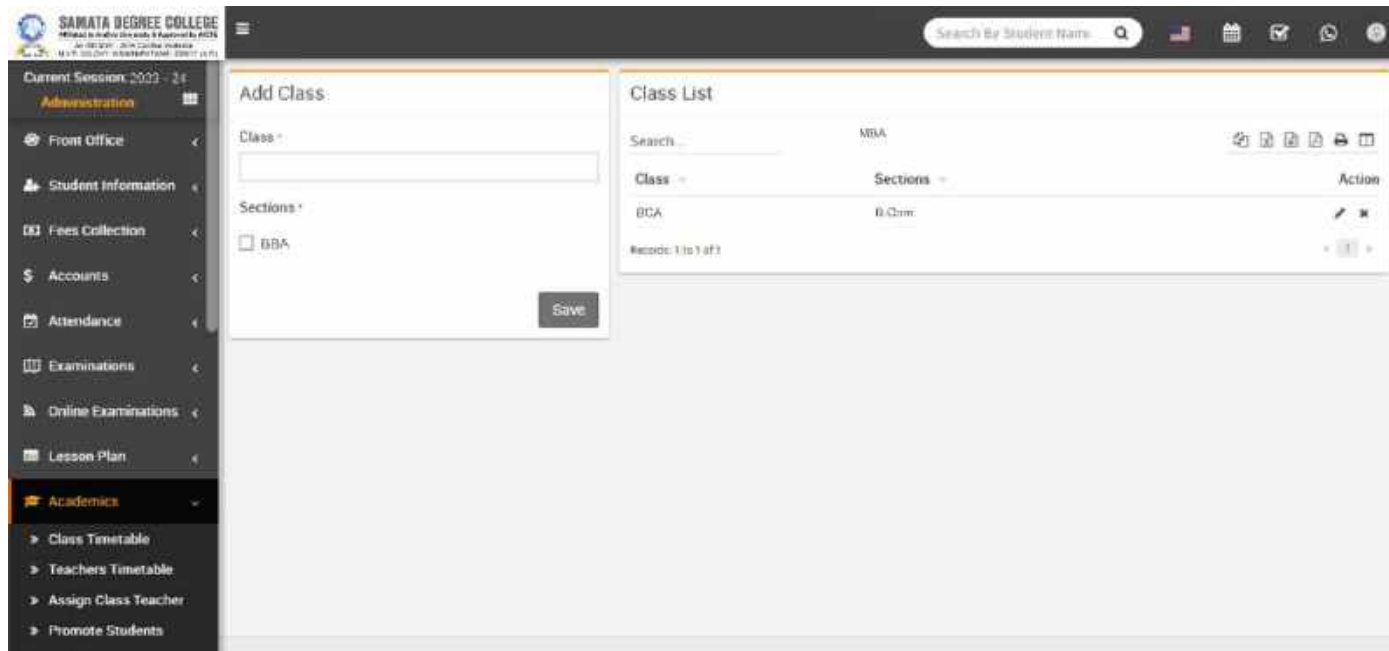 SAMATA DEGREE COLLEGE
Search By Student Name
Current Session: 2023 - 24
Administration
Front Office
Student Information
Fees Collection
Accounts
Attendance
Examinations
Online Examinations
Lesson Plan
Academics
Class Timetable
Teachers Timetable
Assign Class Teacher
Promote Students
Add Class
Class *
Sections *
BBA
Save
Class List
Search...
MBA
Class Sections Action
BCA B.Com
Records: 1 to 1 of 1
1